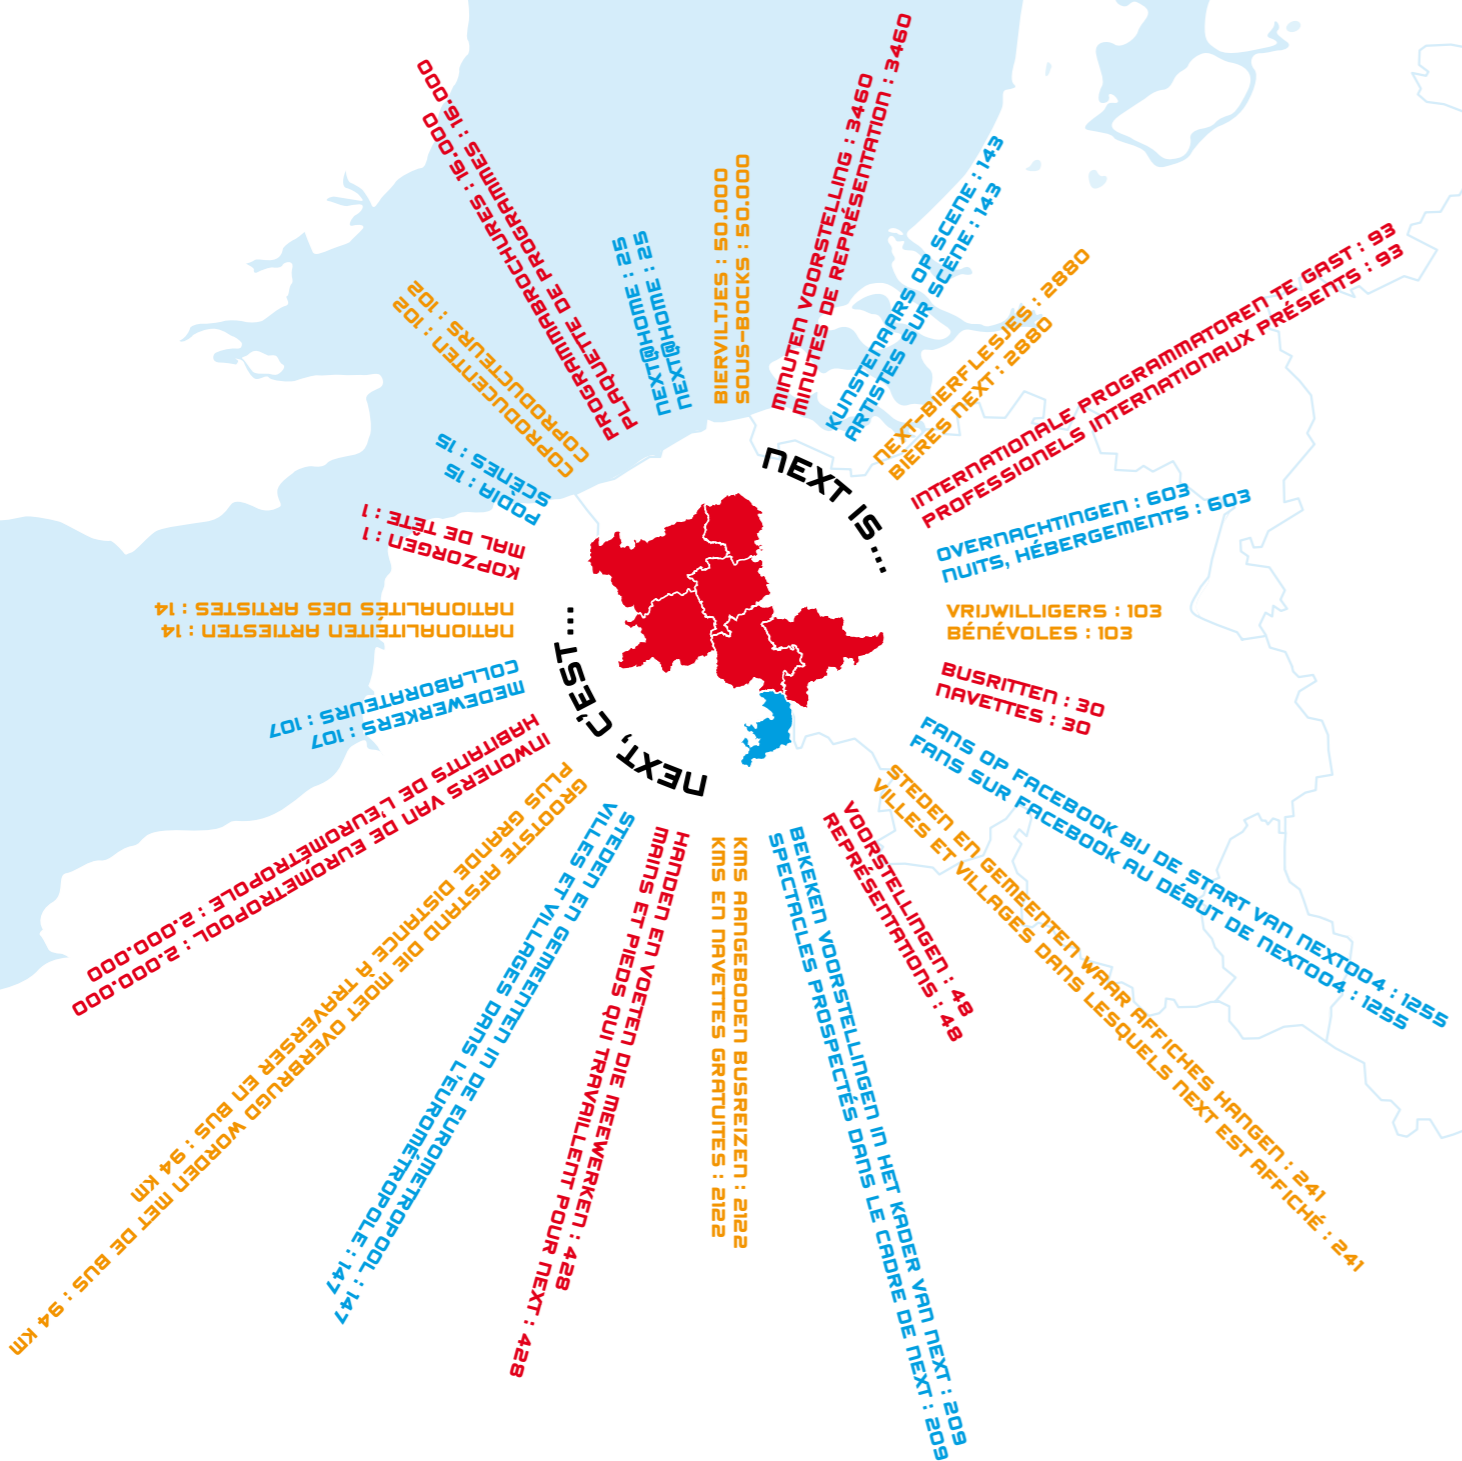 NEXT IS...
NEXT, C'EST...
BIERVILTJES : 50.000
SOUS-BOCKS : 50.000
MINUTEN VOORSTELLING : 3460
MINUTES DE REPRÉSENTATION : 3460
KUNSTENAARS OP SCENE : 143
ARTISTES SUR SCÈNE : 143
NEXT-BIERFLESJES : 2880
BIÈRES NEXT : 2880
INTERNATIONALE PROGRAMMATOREN TE GAST : 93
PROFESSIONELS INTERNATIONAUX PRÉSENTS : 93
OVERNACHTINGEN : 603
NUITS, HÉBERGEMENTS : 603
VRIJWILLIGERS : 103
BÉNÉVOLES : 103
BUSRITTEN : 30
NAVETTES : 30
FANS OP FACEBOOK BIJ DE START VAN NEXT004 : 1255
FANS SUR FACEBOOK AU DÉBUT DE NEXT004 : 1255
STEDEN EN GEMEENTEN WAAR AFFICHES HANGEN : 241
VILLES ET VILLAGES DANS LESQUELS NEXT EST AFFICHÉ : 241
VOORSTELLINGEN : 48
REPRÉSENTATIONS : 48
BEKEKEN VOORSTELLINGEN IN HET KADER VAN NEXT : 209
SPECTACLES PROSPECTÉS DANS LE CADRE DE NEXT : 209
KMS AANGEBODEN BUSREIZEN : 2122
KMS EN NAVETTES GRATUITES : 2122
HANDEN EN VOETEN DIE MEEWERKEN : 428
MAINS ET PIEDS QUI TRAVAILLENT POUR NEXT : 428
STEDEN EN GEMEENTEN IN DE EUROMETROPOOL : 147
VILLES ET VILLAGES DANS L'EUROMÉTROPOLE : 147
GROOTSTE AFSTAND DIE MOET OVERBRUGD WORDEN MET DE BUS : 94 KM
PLUS GRANDE DISTANCE À TRAVERSER EN BUS : 94 KM
INWONERS VAN DE EUROMETROPOOL : 2.000.000
HABITANTS DE L'EUROMÉTROPOLE : 2.000.000
MEDEWERKERS : 107
COLLABORATEURS : 107
NATIONALITEITEN ARTIESTEN : 14
NATIONALITÉS DES ARTISTES : 14
KOPZORGEN : 1
MAL DE TÊTE : 1
PODIA : 15
SCÈNES : 15
COPRODUCENTEN : 102
COPRODUCTEURS : 102
PROGRAMMABROCHURES : 16.000
PLAQUETTE DE PROGRAMMES : 16.000
NEXT@HOME : 25
NEXT@HOME : 25